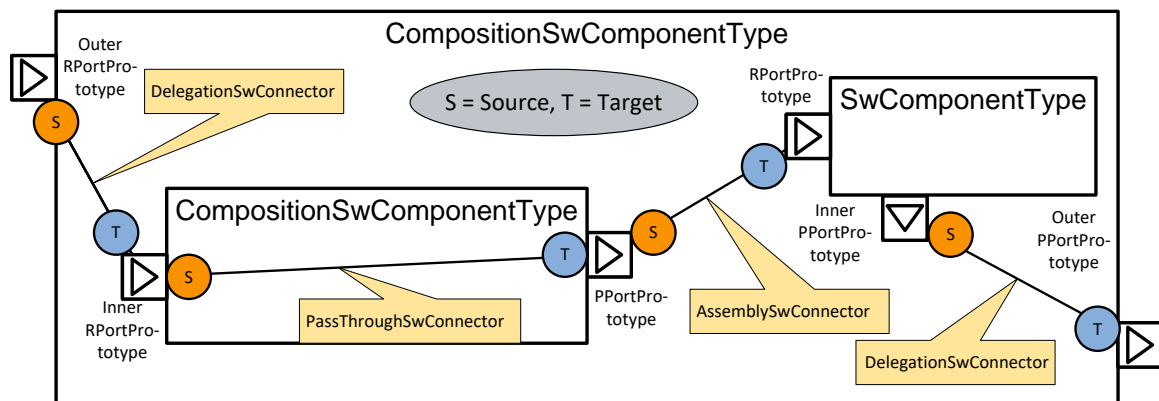 CompositionSwComponentType
Outer
RPortPro-
totype
DelegationSwConnector
S = Source, T = Target
RPortPro-
totype
SwComponentType
S
T
T
CompositionSwComponentType
S
T
S
Inner
PPortPro-
totype
S
Outer
PPortPro-
totype
Inner
RPortPro-
totype
PassThroughSwConnector
PPortPro-
totype
AssemblySwConnector
DelegationSwConnector
T